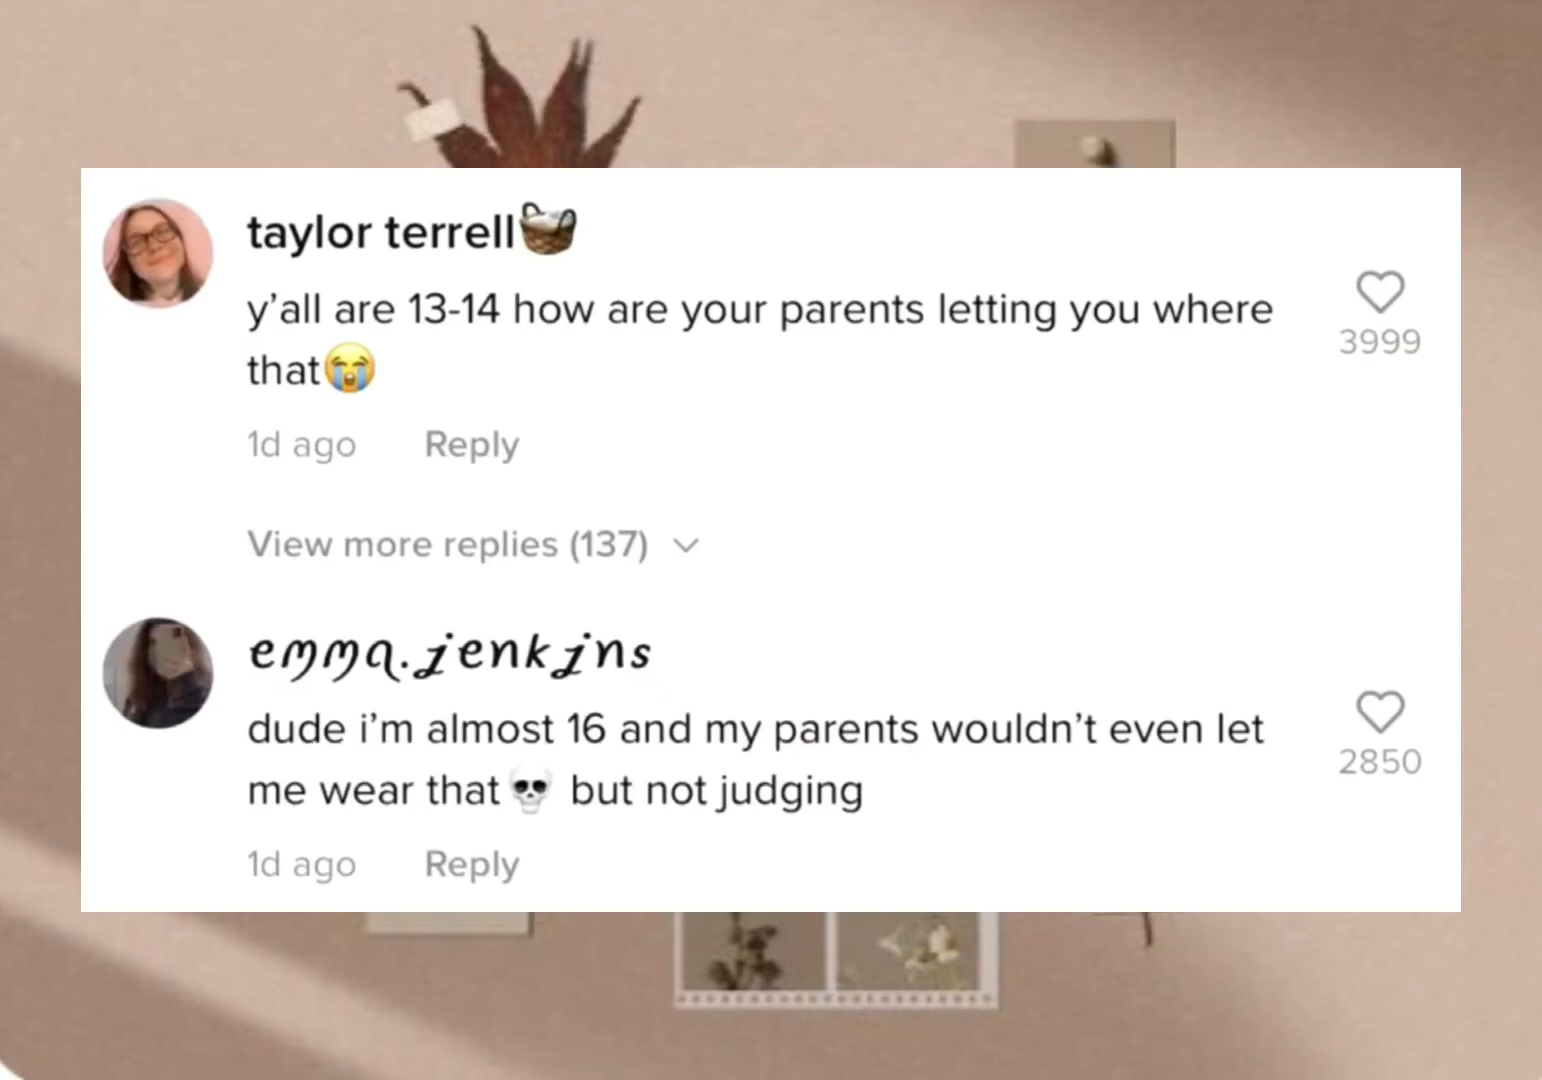 taylor terrell🧺
y'all are 13-14 how are your parents letting you where
that😭
3999
1d ago Reply
View more replies (137)
emma.jenkins
dude i'm almost 16 and my parents wouldn't even let
me wear that💀 but not judging
2850
1d ago Reply